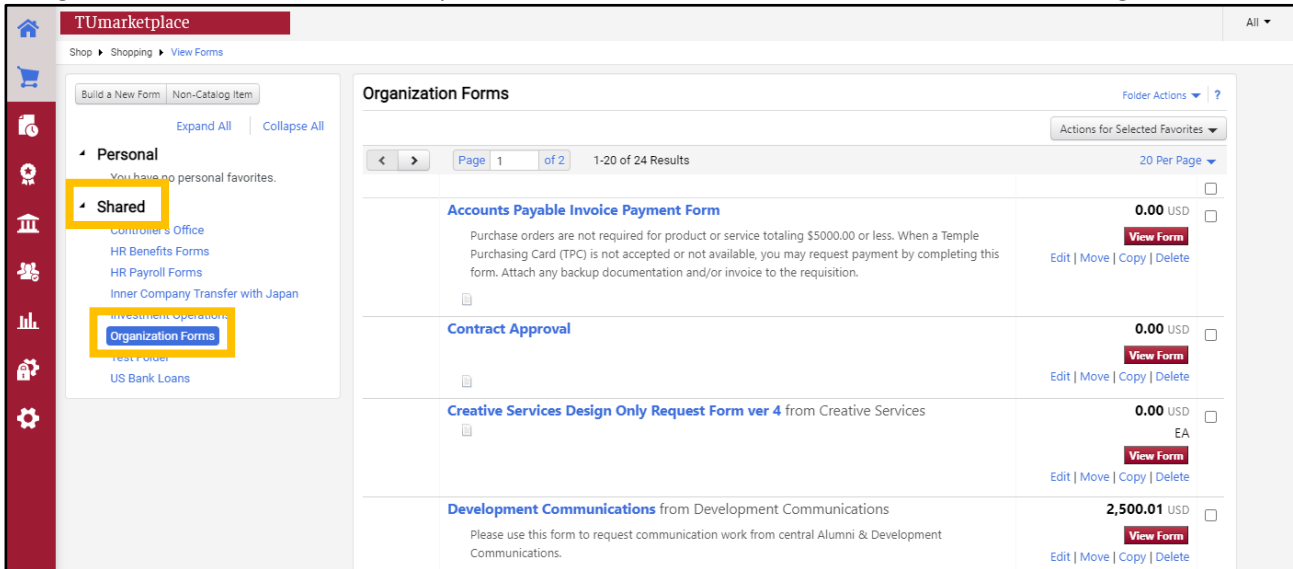 TUmarketplace
All
Shop Shopping View Forms
Build a New Form Non-Catalog Item
Expand All Collapse All
Personal
You have no personal favorites.
Shared
Controller's Office
HR Benefits Forms
HR Payroll Forms
Inner Company Transfer with Japan
Investment Operations
Organization Forms
Test Folder
US Bank Loans
Organization Forms
Folder Actions ?
Actions for Selected Favorites
< > Page 1 of 2 1-20 of 24 Results 20 Per Page
Accounts Payable Invoice Payment Form 0.00 USD
Purchase orders are not required for product or service totaling $5000.00 or less. When a Temple
Purchasing Card (TPC) is not accepted or not available, you may request payment by completing this
form. Attach any backup documentation and/or invoice to the requisition.
View Form
Edit | Move | Copy | Delete
Contract Approval 0.00 USD
View Form
Edit | Move | Copy | Delete
Creative Services Design Only Request Form ver 4 from Creative Services 0.00 USD
EA
View Form
Edit | Move | Copy | Delete
Development Communications from Development Communications 2,500.01 USD
Please use this form to request communication work from central Alumni & Development
Communications.
View Form
Edit | Move | Copy | Delete